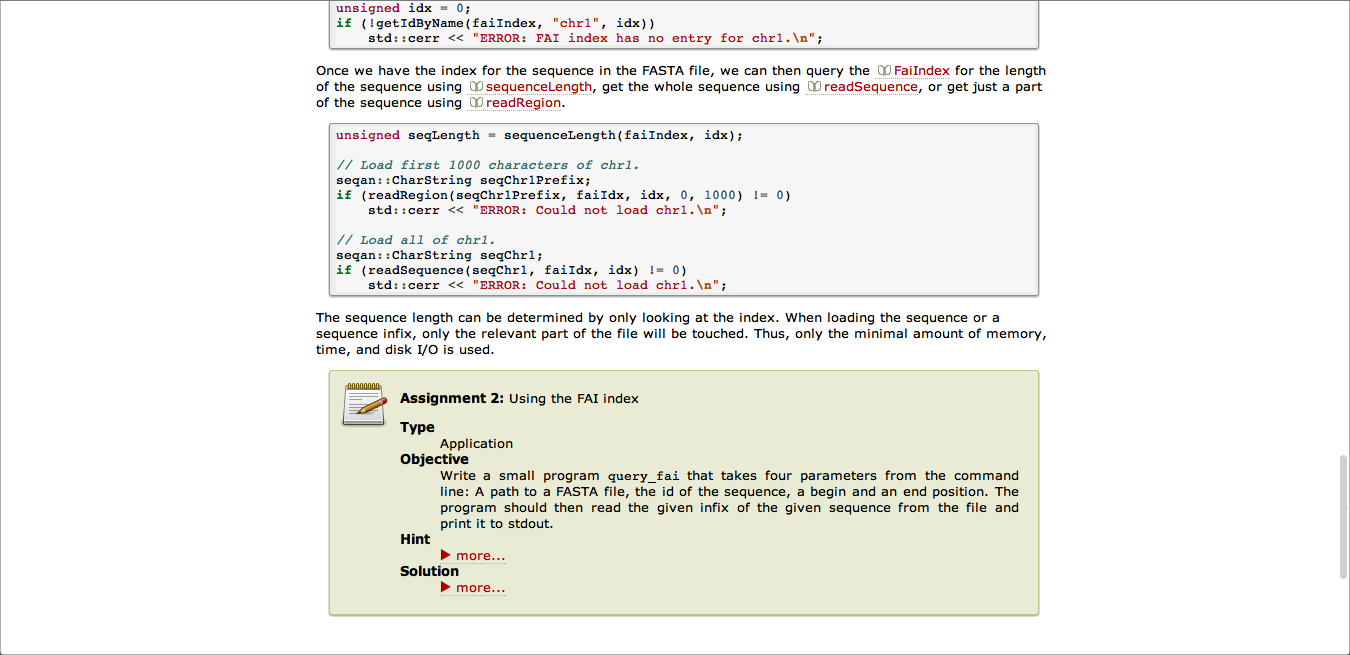 unsigned idx = 0;
if (!getIdByName(faiIndex, "chr1", idx))
    std::cerr << "ERROR: FAI index has no entry for chr1.\n";
Once we have the index for the sequence in the FASTA file, we can then query the FaiIndex for the length
of the sequence using sequenceLength, get the whole sequence using readSequence, or get just a part
of the sequence using readRegion.
unsigned seqLength = sequenceLength(faiIndex, idx);
// Load first 1000 characters of chr1.
seqan::CharString seqChr1Prefix;
if (readRegion(seqChr1Prefix, faiIdx, idx, 0, 1000) != 0)
    std::cerr << "ERROR: Could not load chr1.\n";
// Load all of chr1.
seqan::CharString seqChr1;
if (readSequence(seqChr1, faiIdx, idx) != 0)
    std::cerr << "ERROR: Could not load chr1.\n";
The sequence length can be determined by only looking at the index. When loading the sequence or a
sequence infix, only the relevant part of the file will be touched. Thus, only the minimal amount of memory,
time, and disk I/O is used.
Assignment 2: Using the FAI index
Type
Application
Objective
Write a small program query_fai that takes four parameters from the command
line: A path to a FASTA file, the id of the sequence, a begin and an end position. The
program should then read the given infix of the given sequence from the file and
print it to stdout.
Hint
more...
Solution
more...